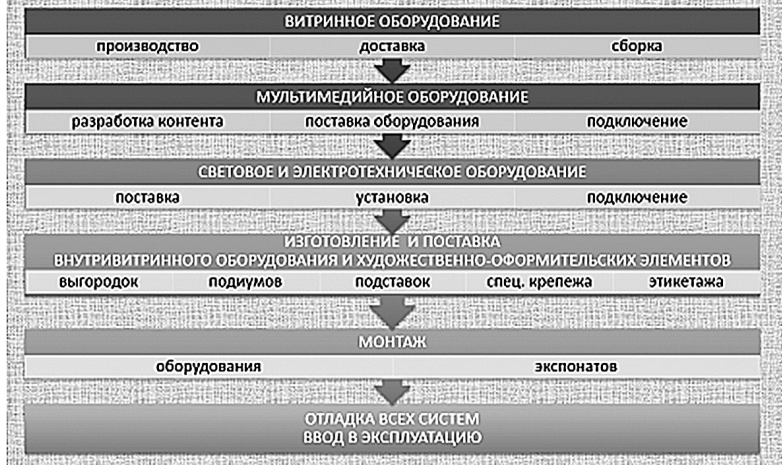 ВИТРИННОЕ ОБОРУДОВАНИЕ
производство доставка сборка
МУЛЬТИМЕДИЙНОЕ ОБОРУДОВАНИЕ
разработка контента поставка оборудования подключение
СВЕТОВОЕ И ЭЛЕКТРОТЕХНИЧЕСКОЕ ОБОРУДОВАНИЕ
поставка установка подключение
ИЗГОТОВЛЕНИЕ И ПОСТАВКА
ВНУТРИВИТРИННОГО ОБОРУДОВАНИЯ И ХУДОЖЕСТВЕННО-ОФОРМИТЕЛЬСКИХ ЭЛЕМЕНТОВ
выгородок подиумов подставок спец. крепежа этикетажа
МОНТАЖ
оборудования экспонатов
ОТЛАДКА ВСЕХ СИСТЕМ
ВВОД В ЭКСПЛУАТАЦИЮ